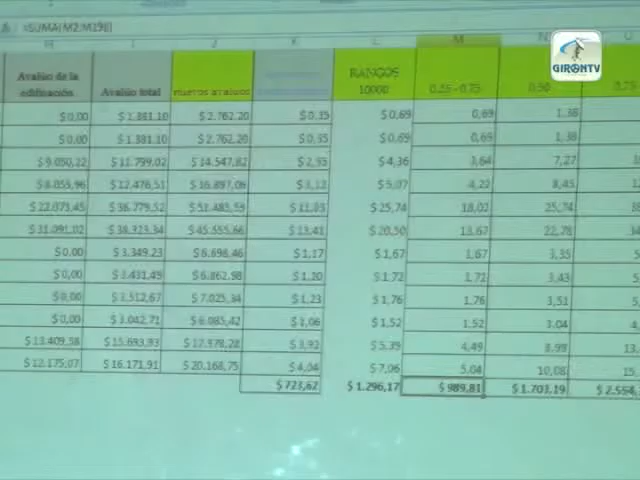 =SUMA(M2:M198)
H I J K L M N
Avalúo de la edificación Avalúo total nuevos avaluos RANGOS 10000 0,25 - 0,75 0,50 0,75
GIRONTV
$ 0,00 $ 1.381,10 $ 2.762,20 $ 0,35 $ 0,69 0,69 1,38
$ 0,00 $ 1.381,10 $ 2.762,20 $ 0,35 $ 0,69 0,69 1,38
$ 9.050,22 $ 11.799,02 $ 14.547,82 $ 2,95 $ 4,36 3,64 7,27
$ 8.055,96 $ 12.476,51 $ 16.897,06 $ 3,12 $ 5,07 4,22 8,45
$ 22.073,45 $ 36.779,52 $ 51.485,59 $ 11,03 $ 25,74 18,02 25,74
$ 31.091,02 $ 38.323,34 $ 45.555,66 $ 13,41 $ 20,50 13,67 22,78
$ 0,00 $ 3.349,23 $ 6.698,46 $ 1,17 $ 1,67 1,67 3,35
$ 0,00 $ 3.431,49 $ 6.862,98 $ 1,20 $ 1,72 1,72 3,43
$ 0,00 $ 3.512,67 $ 7.025,34 $ 1,23 $ 1,76 1,76 3,51
$ 0,00 $ 3.042,71 $ 6.085,42 $ 1,06 $ 1,52 1,52 3,04
$ 13.409,58 $ 15.693,93 $ 17.978,28 $ 3,92 $ 5,39 4,49 8,99 13,
$ 12.175,07 $ 16.171,91 $ 20.168,75 $ 4,04 $ 7,06 5,04 10,08 15,
$ 723,62 $ 1.296,17 $ 989,81 $ 1.703,19 $ 2.554,